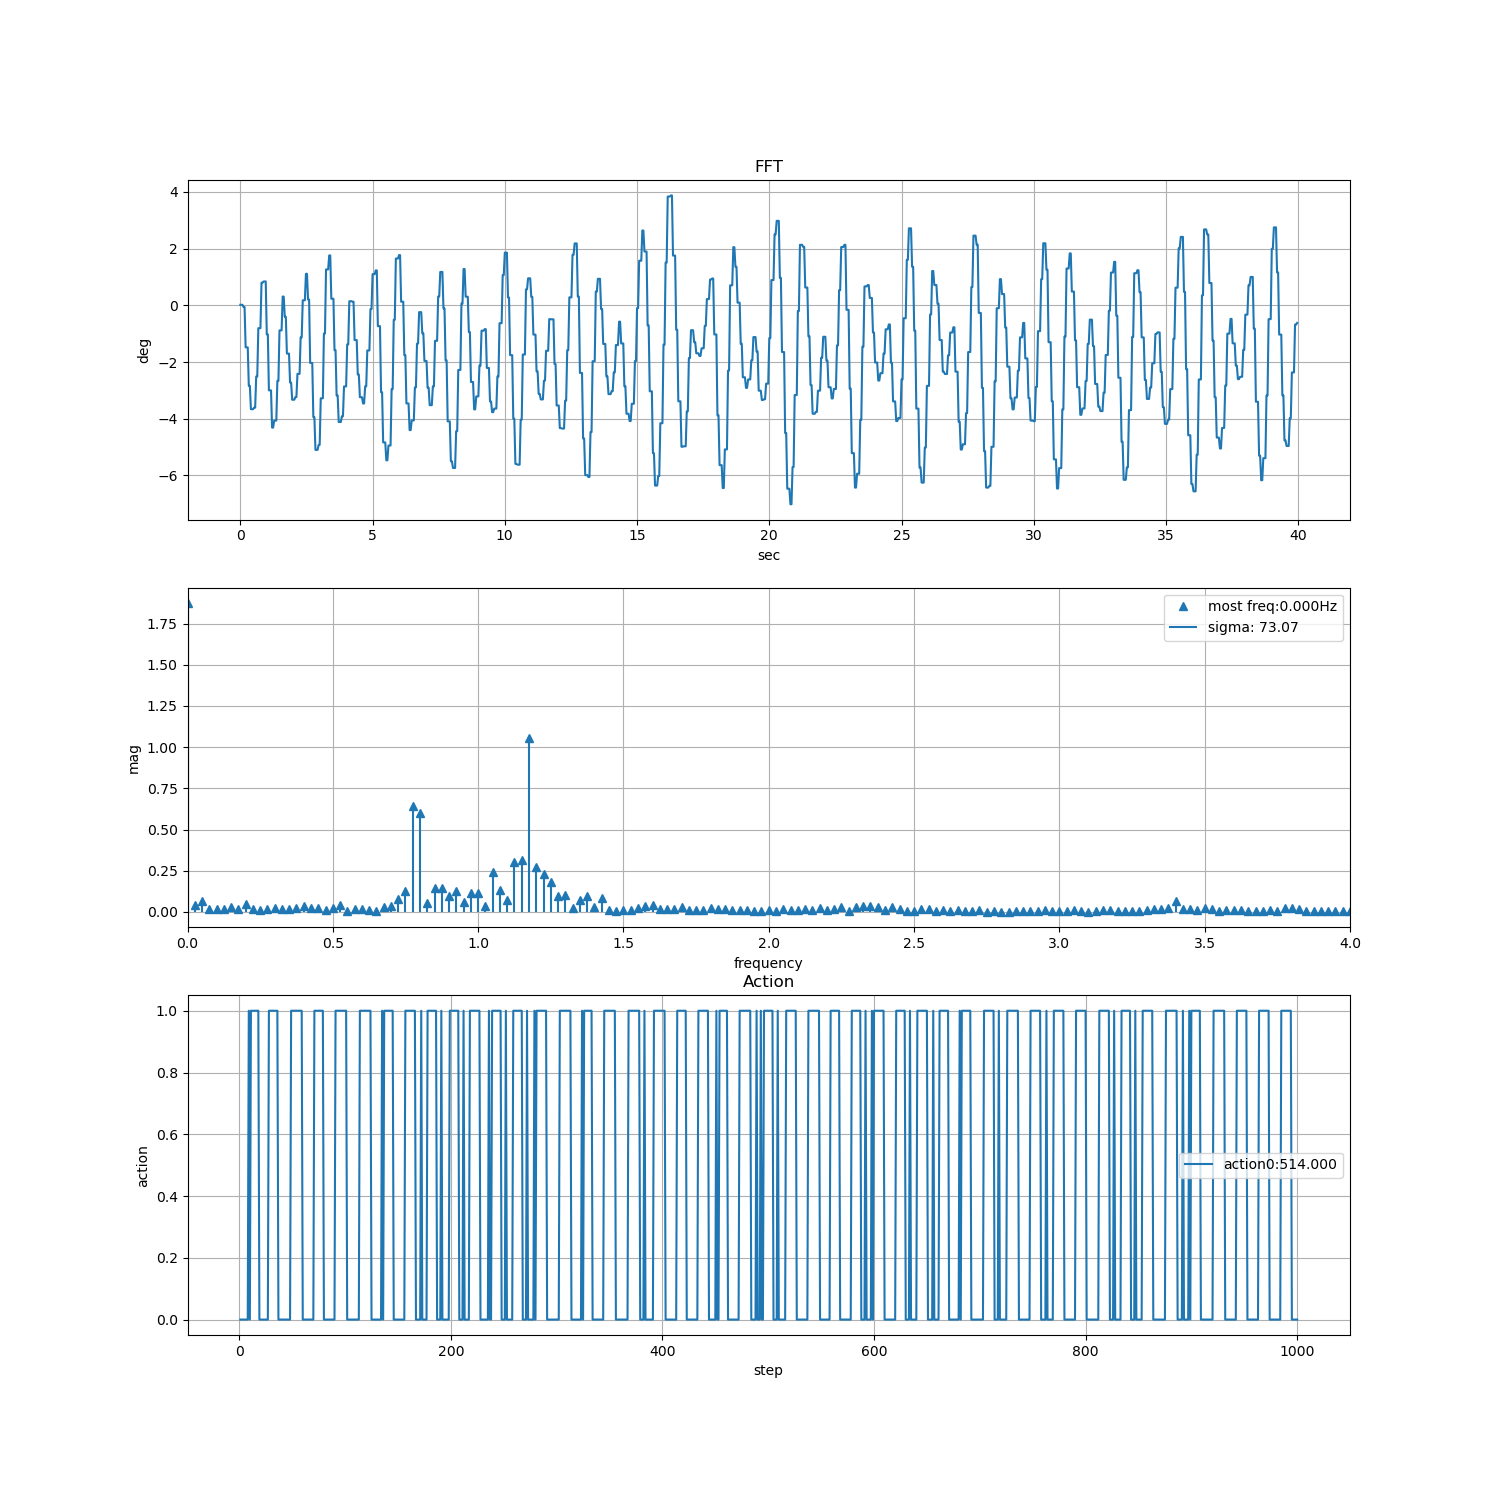 FFT
4
2
0
−2
−4
−6
deg
0 5 10 15 20 25 30 35 40
sec
most freq:0.000Hz
sigma: 73.07
1.75
1.50
1.25
1.00
0.75
0.50
0.25
0.00
mag
0.0 0.5 1.0 1.5 2.0 2.5 3.0 3.5 4.0
frequency
Action
1.0
0.8
0.6
0.4
0.2
0.0
action
action0:514.000
0 200 400 600 800 1000
step